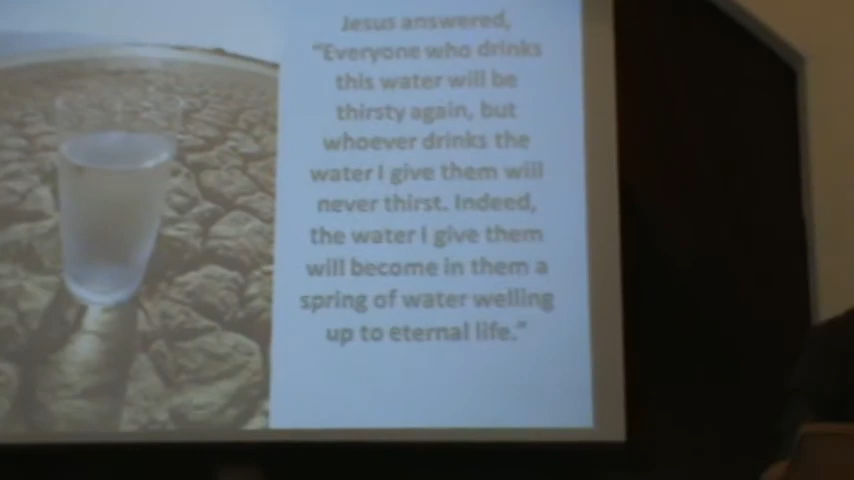 Jesus answered,
"Everyone who drinks
this water will be
thirsty again, but
whoever drinks the
water I give them will
never thirst. Indeed,
the water I give them
will become in them a
spring of water welling
up to eternal life."